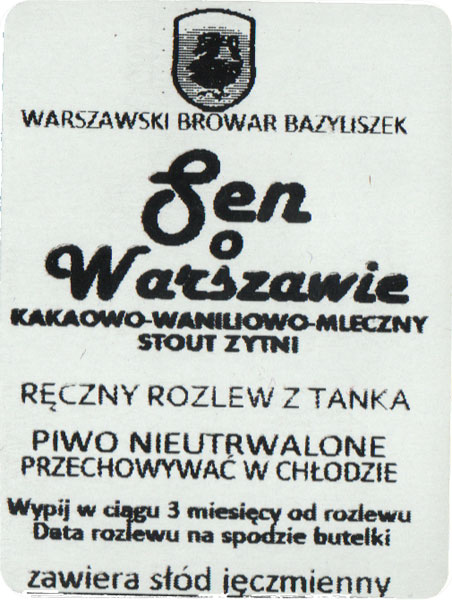 WARSZAWSKI BROWAR BAZYLISZEK
Sen
o
Warszawie
KAKAOWO-WANILIOWO-MLECZNY
STOUT ŻYTNI
RĘCZNY ROZLEW Z TANKA
PIWO NIEUTRWALONE
PRZECHOWYWAĆ W CHŁODZIE
Wypij w ciągu 3 miesięcy od rozlewu
Data rozlewu na spodzie butelki
zawiera słód jęczmienny